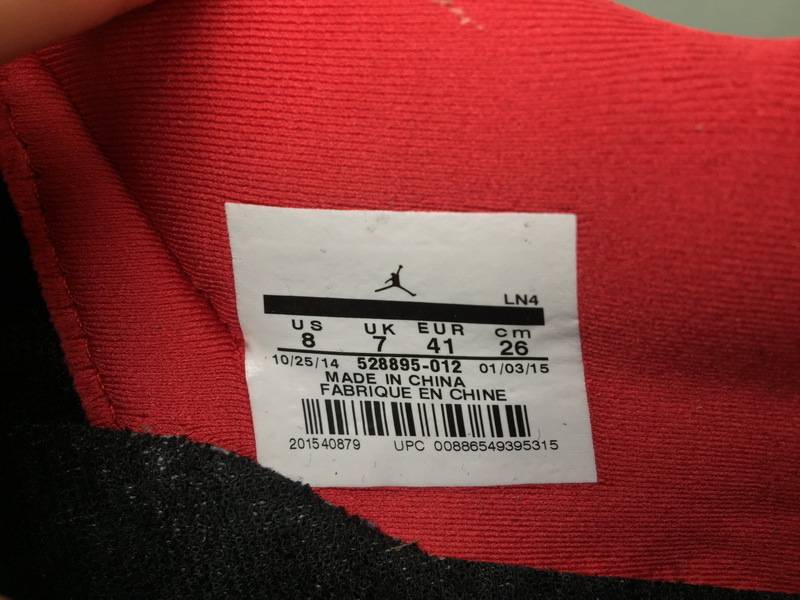 LN4
US UK EUR cm
8 7 41 26
10/25/14 528895-012 01/03/15
MADE IN CHINA
FABRIQUE EN CHINE
201540879 UPC 00886549395315